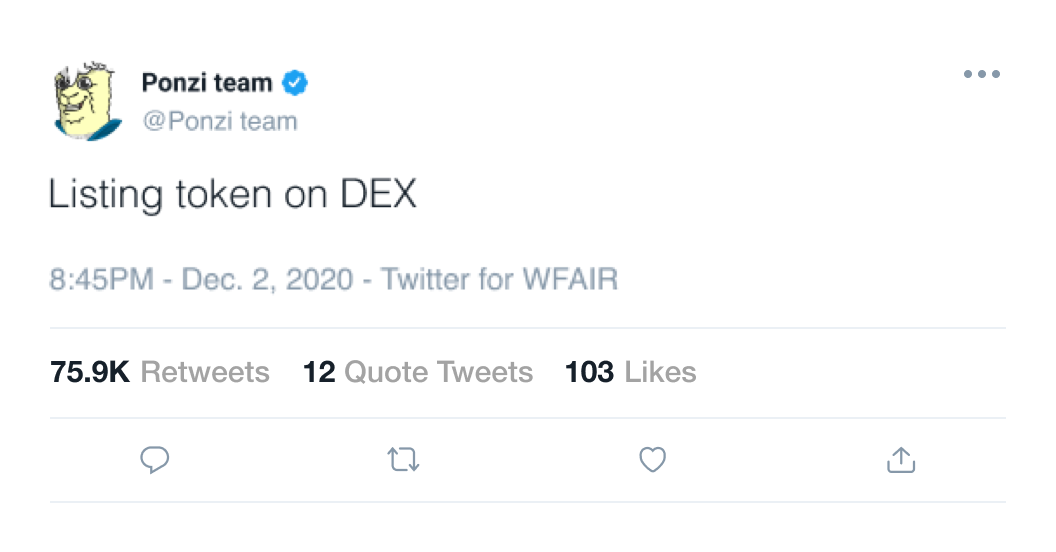 Ponzi team
@Ponzi team
Listing token on DEX
8:45PM - Dec. 2, 2020 - Twitter for WFAIR
75.9K Retweets 12 Quote Tweets 103 Likes